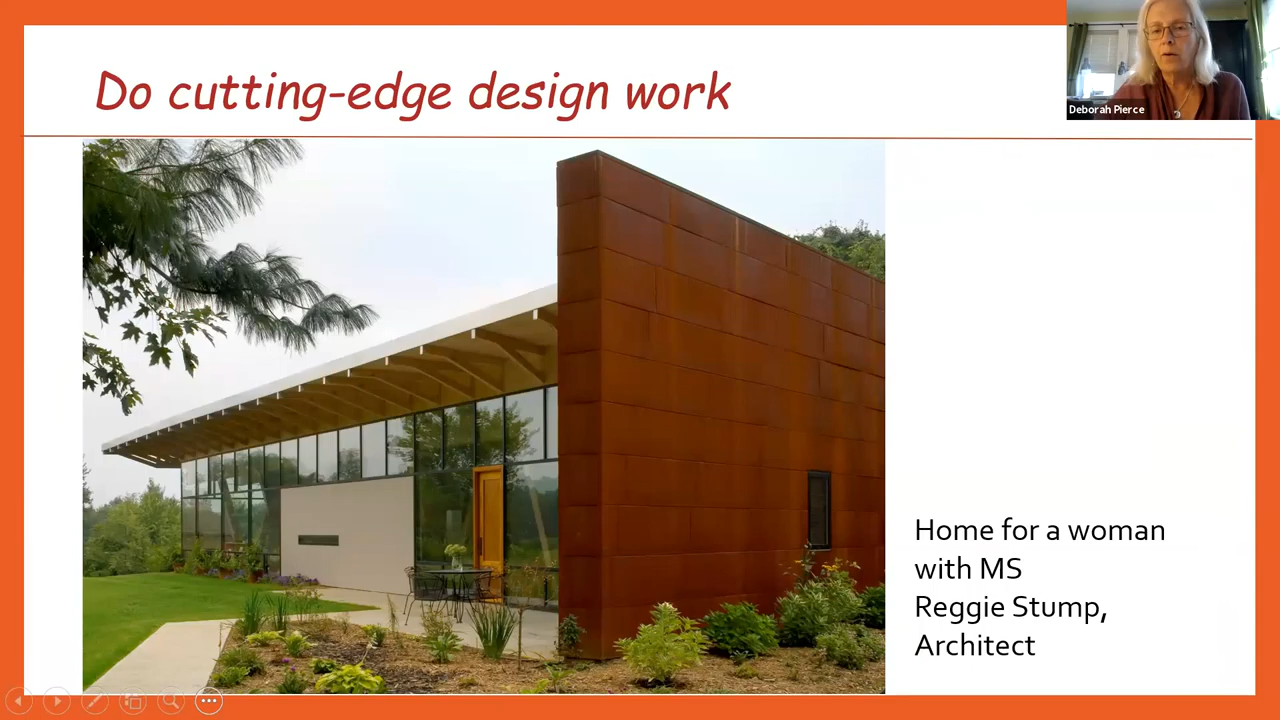 Do cutting-edge design work
Deborah Pierce
Home for a woman
with MS
Reggie Stump,
Architect